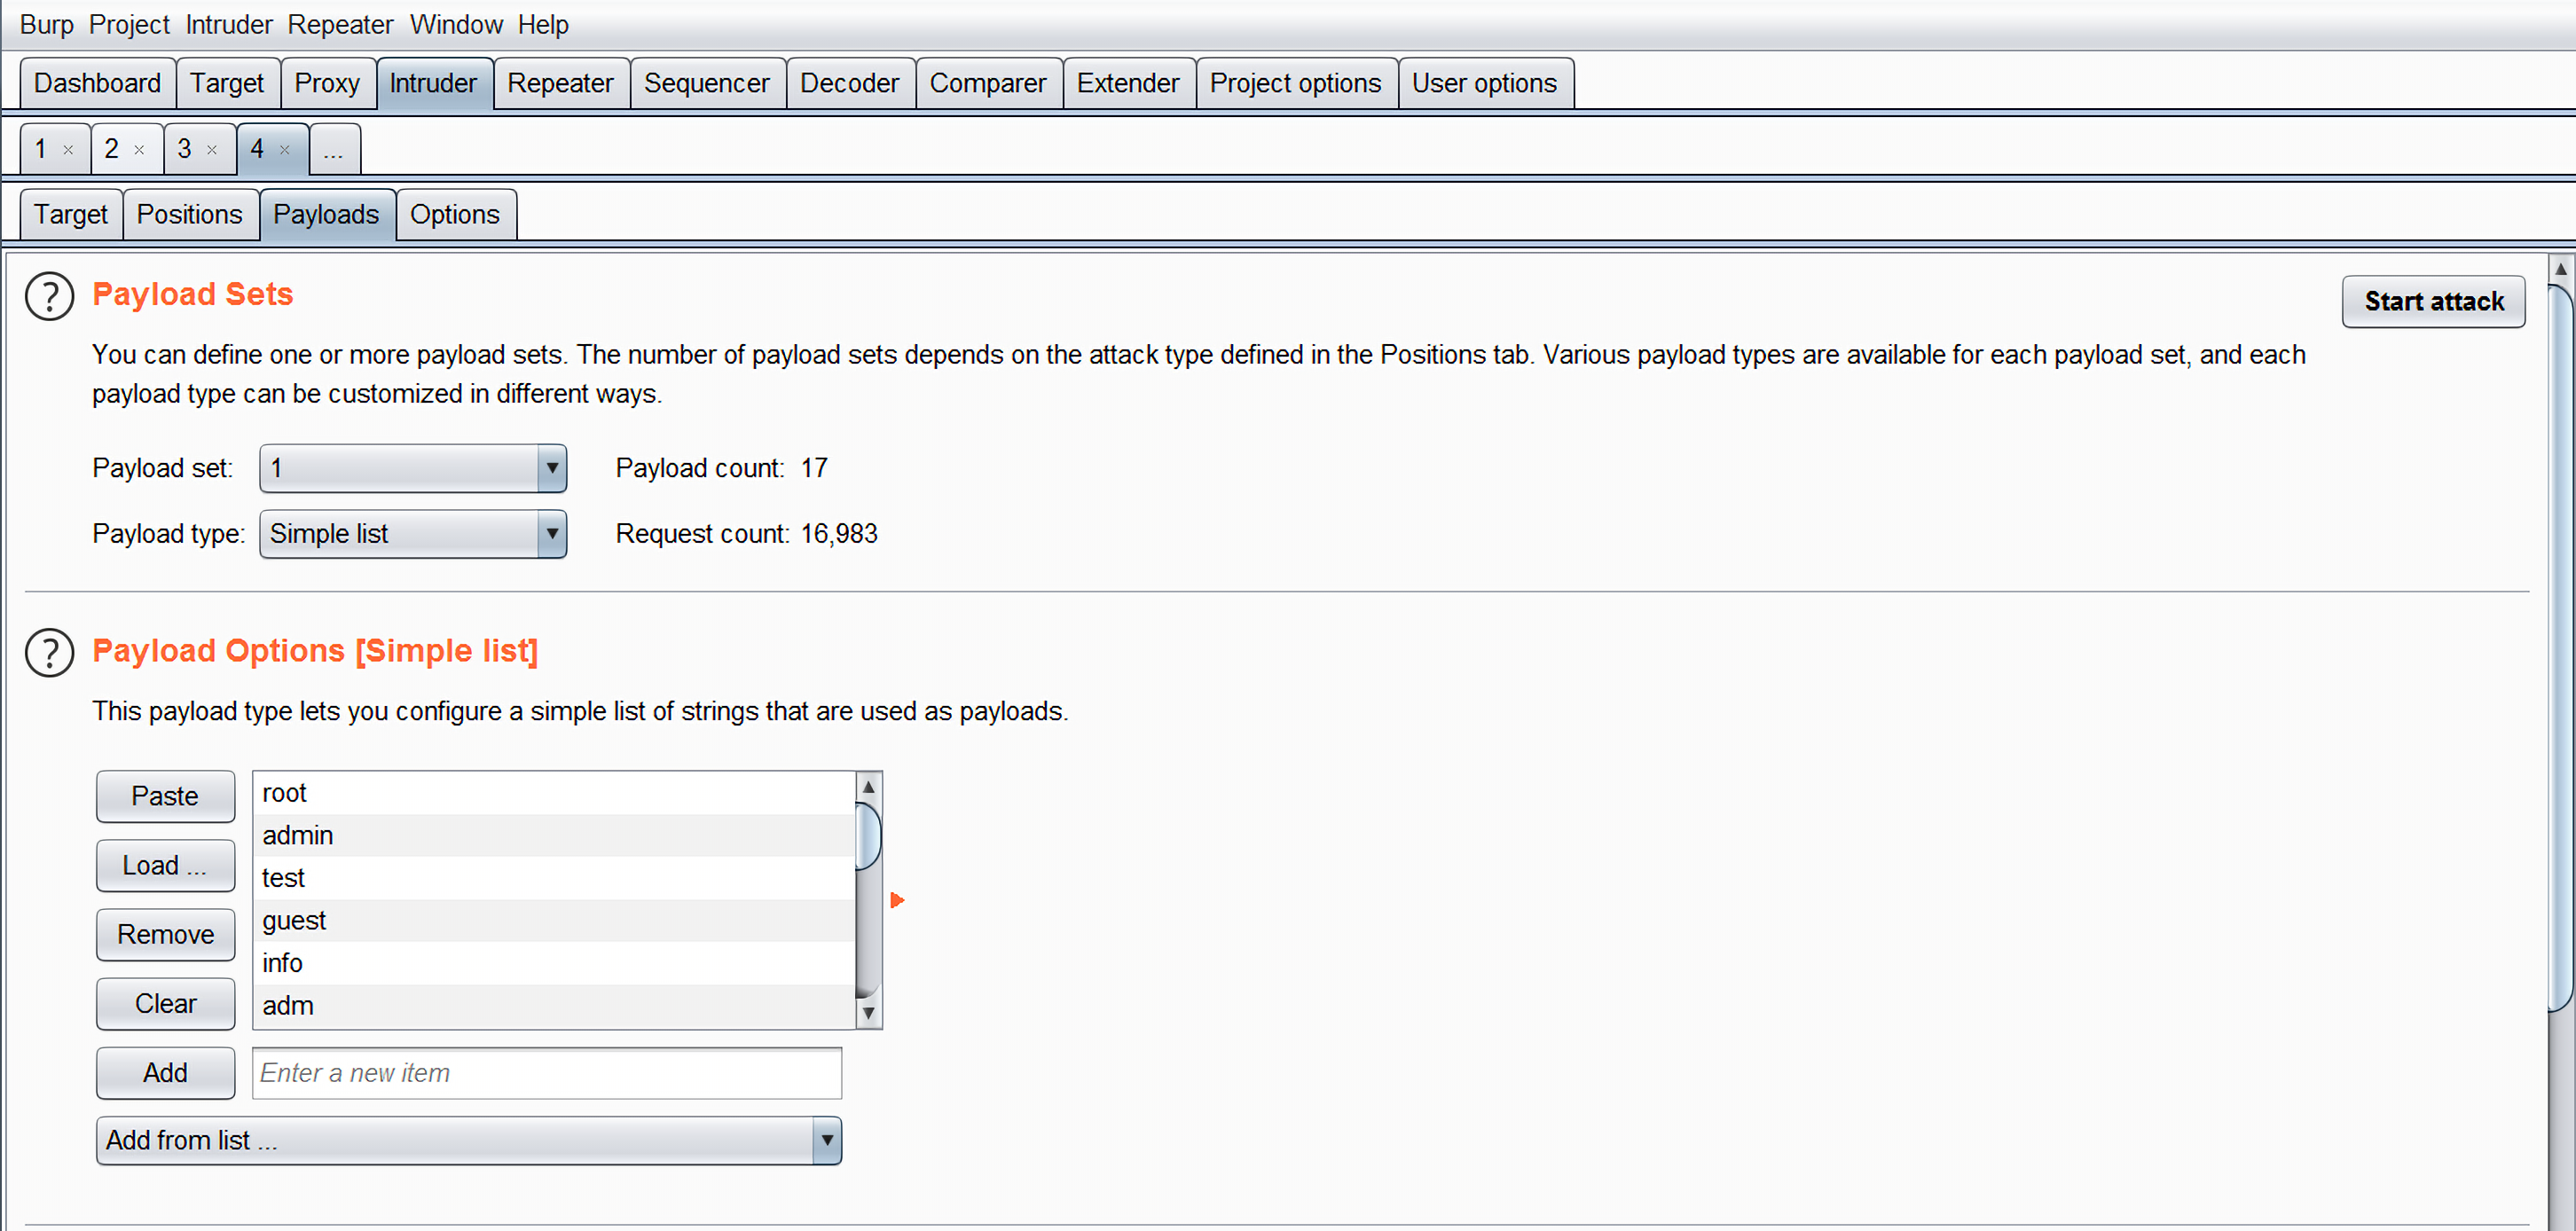 Burp Project Intruder Repeater Window Help
Dashboard Target Proxy Intruder Repeater Sequencer Decoder Comparer Extender Project options User options
1 × 2 × 3 × 4 × ...
Target Positions Payloads Options
? Payload Sets
Start attack
You can define one or more payload sets. The number of payload sets depends on the attack type defined in the Positions tab. Various payload types are available for each payload set, and each
payload type can be customized in different ways.
Payload set: 1 Payload count: 17
Payload type: Simple list Request count: 16,983
? Payload Options [Simple list]
This payload type lets you configure a simple list of strings that are used as payloads.
Paste
Load ...
Remove
Clear
root
admin
test
guest
info
adm
Add Enter a new item
Add from list ...